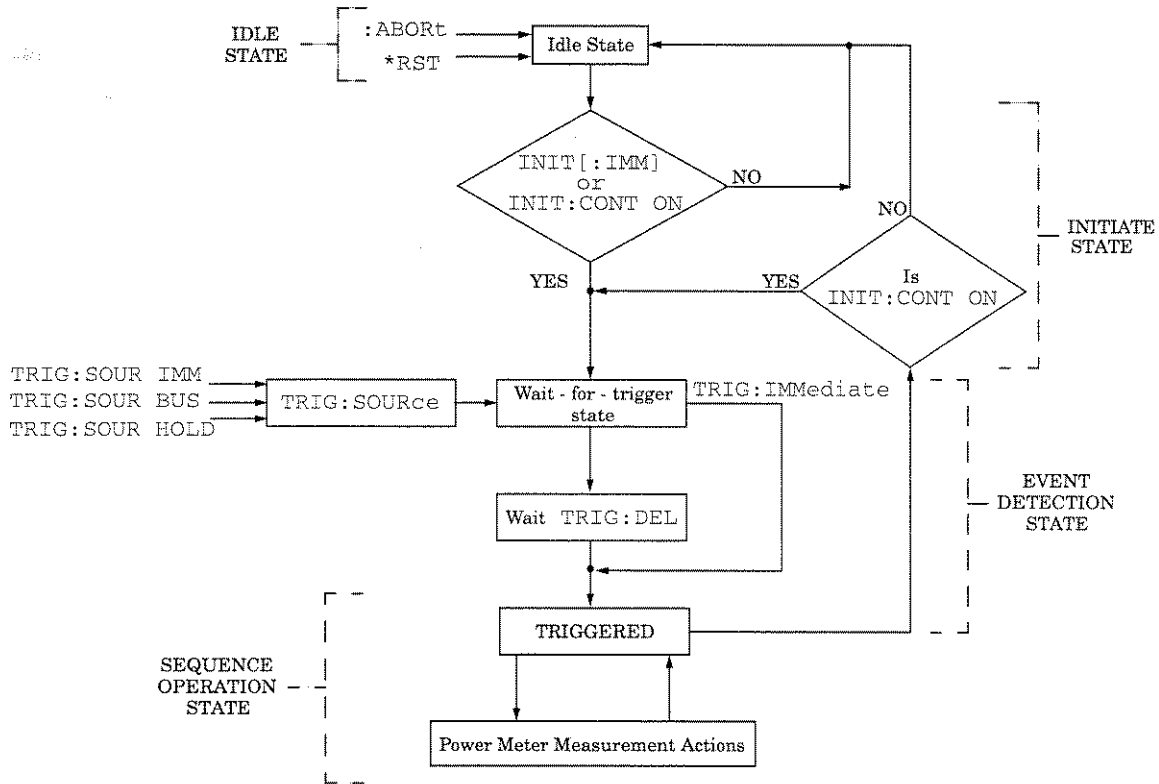 IDLE
STATE
:ABORt
*RST
Idle State
INIT[:IMM]
or
INIT:CONT ON
NO
YES
NO
Is
INIT:CONT ON
YES
INITIATE
STATE
TRIG:SOUR IMM
TRIG:SOUR BUS
TRIG:SOUR HOLD
TRIG:SOURce
Wait - for - trigger
state
TRIG:IMMediate
Wait TRIG:DEL
EVENT
DETECTION
STATE
TRIGGERED
SEQUENCE
OPERATION
STATE
Power Meter Measurement Actions